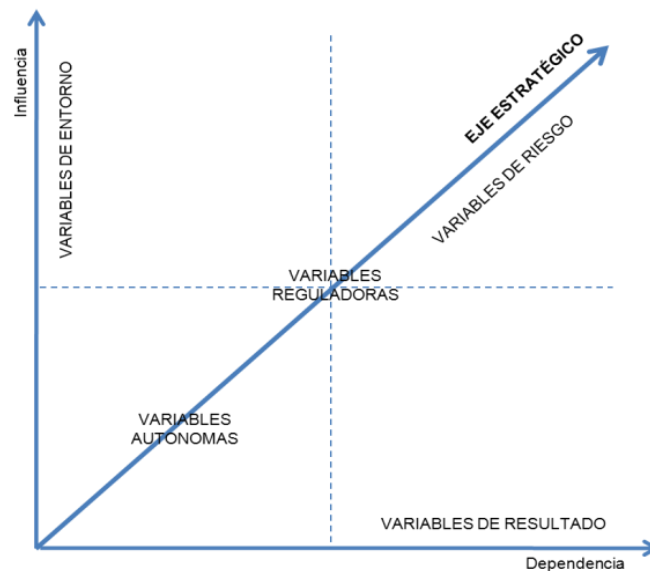 Influencia
VARIABLES DE ENTORNO
EJE ESTRATÉGICO
VARIABLES DE RIESGO
VARIABLES
REGULADORAS
VARIABLES
AUTONOMAS
VARIABLES DE RESULTADO
Dependencia